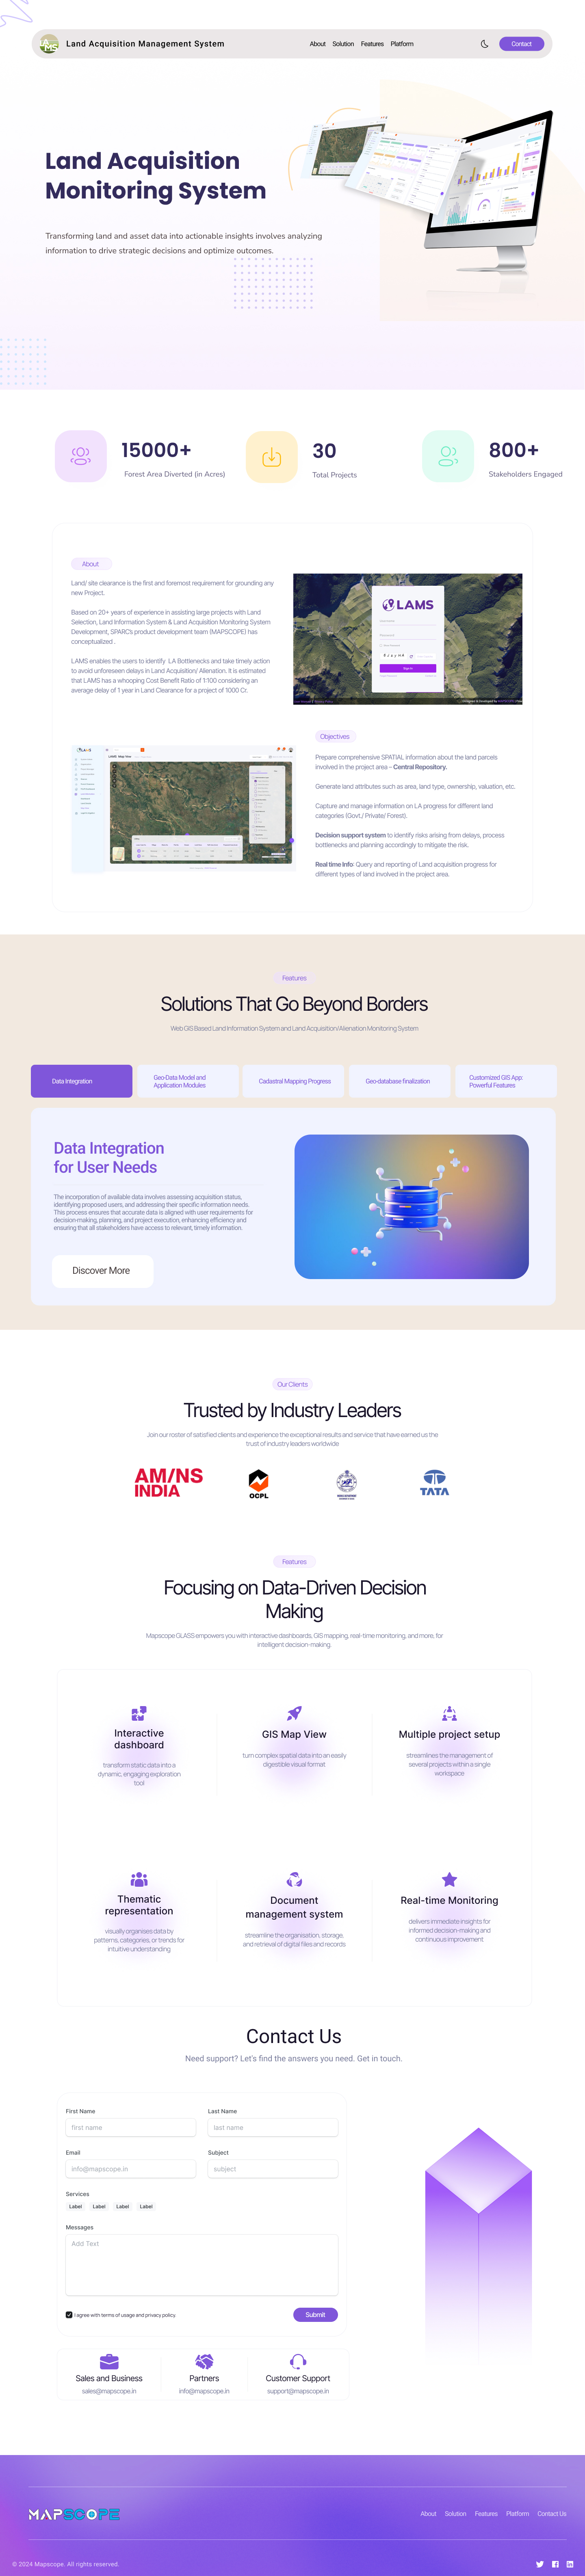 Land Acquisition Management System
About Solution Features Platform
Contact
Land Acquisition
Monitoring System
Transforming land and asset data into actionable insights involves analyzing
information to drive strategic decisions and optimize outcomes.
15000+
Forest Area Diverted (in Acres)
30
Total Projects
800+
Stakeholders Engaged
About
Land/ site clearance is the first and foremost requirement for grounding any
new Project.
Based on 20+ years of experience in assisting large projects with Land
Selection, Land Information System & Land Acquisition Monitoring System
Development, SPARC's product development team (MAPSCOPE) has
conceptualized .
LAMS enables the users to identify LA Bottlenecks and take timely action
to avoid unforeseen delays in Land Acquisition/ Alienation. It is estimated
that LAMS has a whooping Cost Benefit Ratio of 1:100 considering an
average delay of 1 year in Land Clearance for a project of 1000 Cr.
LAMS
Sign In
LAMS
LAMS Map View
Objectives
Prepare comprehensive SPATIAL information about the land parcels
involved in the project area – Central Repository.
Generate land attributes such as area, land type, ownership, valuation, etc.
Capture and manage information on LA progress for different land
categories (Govt./ Private/ Forest).
Decision support system to identify risks arising from delays, process
bottlenecks and planning accordingly to mitigate the risk.
Real time Info: Query and reporting of Land acquisition progress for
different types of land involved in the project area.
Features
Solutions That Go Beyond Borders
Web GIS Based Land Information System and Land Acquisition/Alienation Monitoring System
Data Integration
Geo-Data Model and
Application Modules
Cadastral Mapping Progress
Geo-database finalization
Customized GIS App:
Powerful Features
Data Integration
for User Needs
The incorporation of available data involves assessing acquisition status,
identifying proposed users, and addressing their specific information needs.
This process ensures that accurate data is aligned with user requirements for
decision-making, planning, and project execution, enhancing efficiency and
ensuring that all stakeholders have access to relevant, timely information.
Discover More
Our Clients
Trusted by Industry Leaders
Join our roster of satisfied clients and experience the exceptional results and service that have earned us the
trust of industry leaders worldwide
AM/NS
INDIA
OCPL
TATA
Features
Focusing on Data-Driven Decision
Making
Mapscope GLASS empowers you with interactive dashboards, GIS mapping, real-time monitoring, and more, for
intelligent decision-making
Interactive
dashboard
transform static data into a
dynamic, engaging exploration
tool
GIS Map View
turn complex spatial data into an easily
digestible visual format
Multiple project setup
streamlines the management of
several projects within a single
workspace
Thematic
representation
visually organises data by
patterns, categories, or trends for
intuitive understanding
Document
management system
streamline the organisation, storage,
and retrieval of digital files and records
Real-time Monitoring
delivers immediate insights for
informed decision-making and
continuous improvement
Contact Us
Need support? Let's find the answers you need. Get in touch.
First Name
first name
Last Name
last name
Email
info@mapscope.in
Subject
subject
Services
Label Label Label Label
Messages
Add Text
I agree with terms of usage and privacy policy.
Submit
Sales and Business
sales@mapscope.in
Partners
info@mapscope.in
Customer Support
support@mapscope.in
MAPSCOPE
About Solution Features Platform Contact Us
© 2024 Mapscope. All rights reserved.